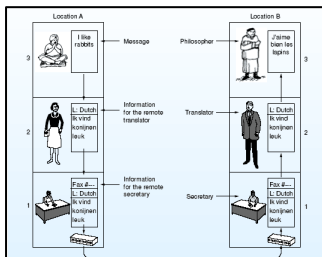 Location A
Location B
I like
rabbits
Message
Philosopher
J'aime
bien les
lapins
3
3
Information
for the remote
translator
L: Dutch
Ik vind
konijnen
leuk
Translator
L: Dutch
Ik vind
konijnen
leuk
2
2
Information
for the remote
secretary
Fax #---
L: Dutch
Ik vind
konijnen
leuk
Secretary
Fax #---
L: Dutch
Ik vind
konijnen
leuk
1
1